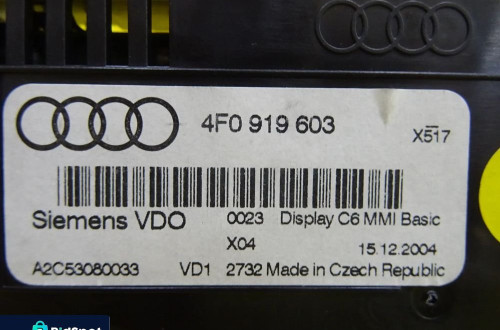 4F0 919 603
X517
Siemens VDO 0023 Display C6 MMI Basic
X04 15.12.2004
A2C53080033 VD1 2732 Made in Czech Republic
BidSpot